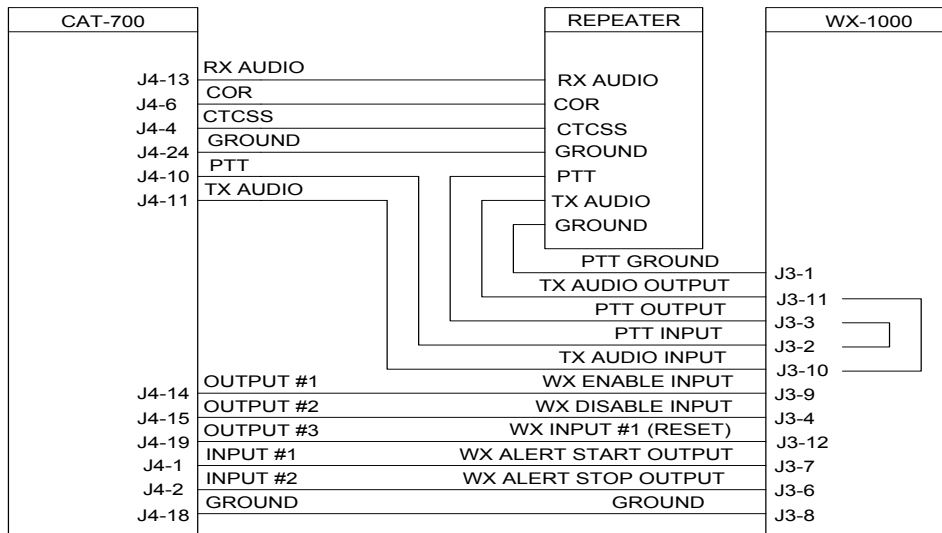 CAT-700 REPEATER WX-1000
RX AUDIO
J4-13 RX AUDIO
COR
J4-6 COR
CTCSS
J4-4 CTCSS
GROUND
J4-24 GROUND
PTT
J4-10 PTT
TX AUDIO
J4-11 TX AUDIO
GROUND
PTT GROUND
J3-1
TX AUDIO OUTPUT
J3-11
PTT OUTPUT
J3-3
PTT INPUT
J3-2
TX AUDIO INPUT
J3-10
OUTPUT #1 WX ENABLE INPUT
J4-14 J3-9
OUTPUT #2 WX DISABLE INPUT
J4-15 J3-4
OUTPUT #3 WX INPUT #1 (RESET)
J4-19 J3-12
INPUT #1 WX ALERT START OUTPUT
J4-1 J3-7
INPUT #2 WX ALERT STOP OUTPUT
J4-2 J3-6
GROUND GROUND
J4-18 J3-8